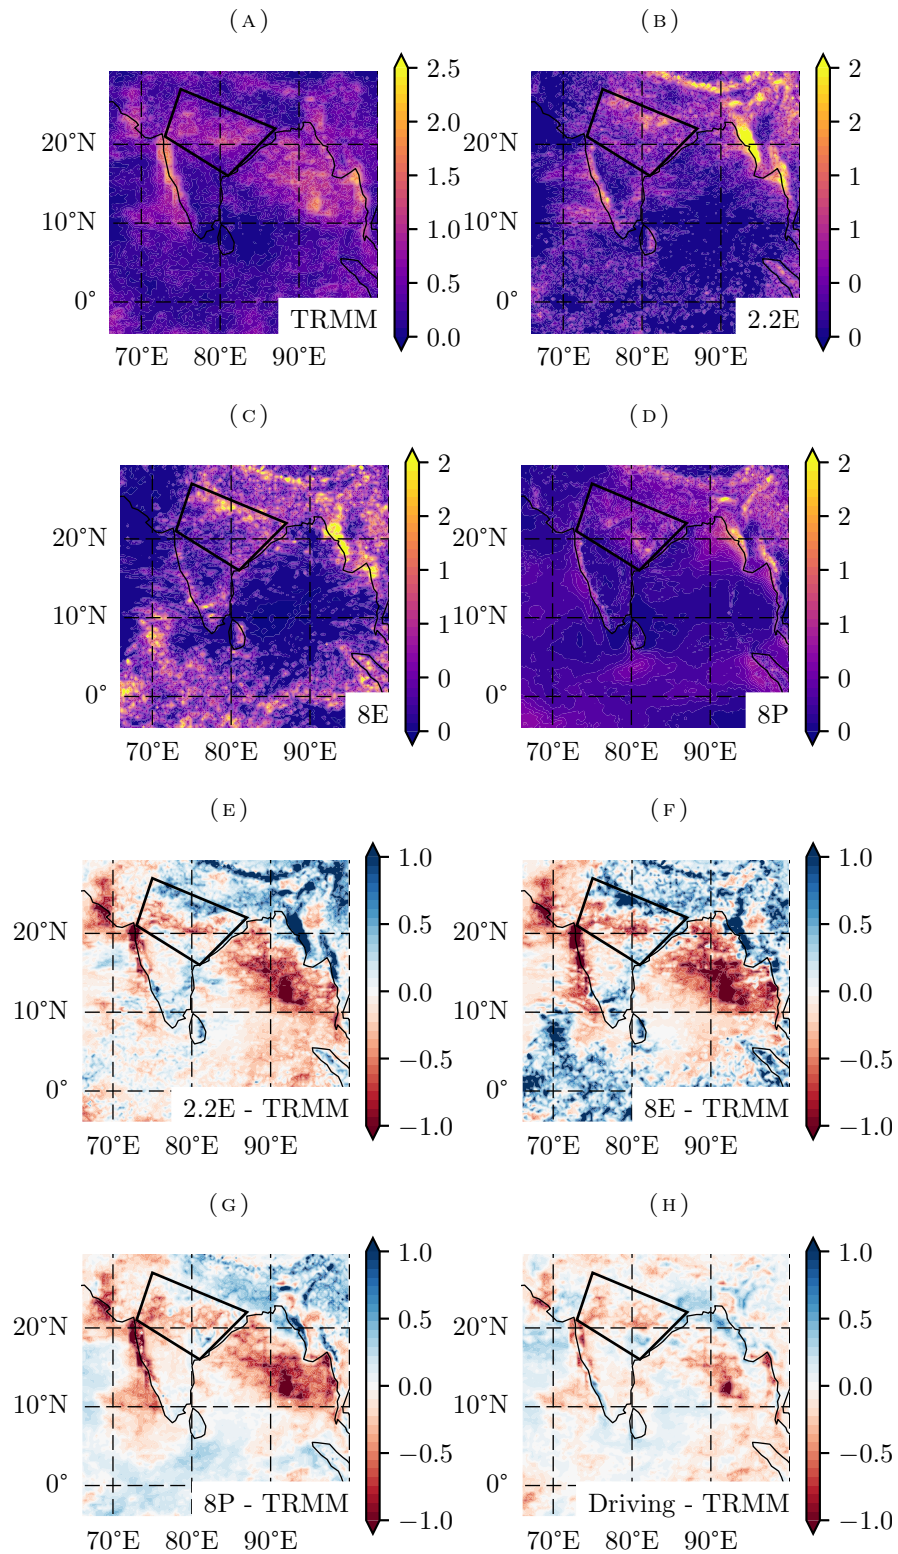 (A)
(B)
20°N
10°N
0°
70°E 80°E 90°E
TRMM
2.5
2.0
1.5
1.0
0.5
0.0
20°N
10°N
0°
70°E 80°E 90°E
2.2E
2
2
1
1
0
0
(C)
(D)
20°N
10°N
0°
70°E 80°E 90°E
8E
2
2
1
1
0
0
20°N
10°N
0°
70°E 80°E 90°E
8P
2
2
1
1
0
0
(E)
(F)
20°N
10°N
0°
70°E 80°E 90°E
2.2E - TRMM
1.0
0.5
0.0
−0.5
−1.0
20°N
10°N
0°
70°E 80°E 90°E
8E - TRMM
1.0
0.5
0.0
−0.5
−1.0
(G)
(H)
20°N
10°N
0°
70°E 80°E 90°E
8P - TRMM
1.0
0.5
0.0
−0.5
−1.0
20°N
10°N
0°
70°E 80°E 90°E
Driving - TRMM
1.0
0.5
0.0
−0.5
−1.0